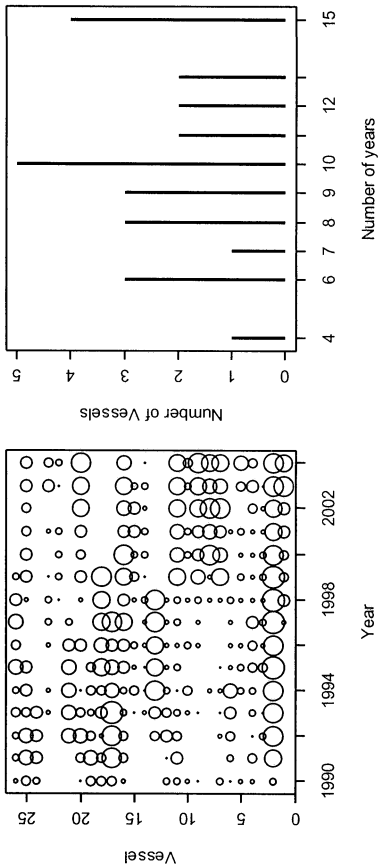 5 4 3 2 1 0
Number of Vessels
4 6 7 8 9 10 12 15
Number of years
25 20 15 10 5 0
Vessel
1990 1994 1998 2002
Year